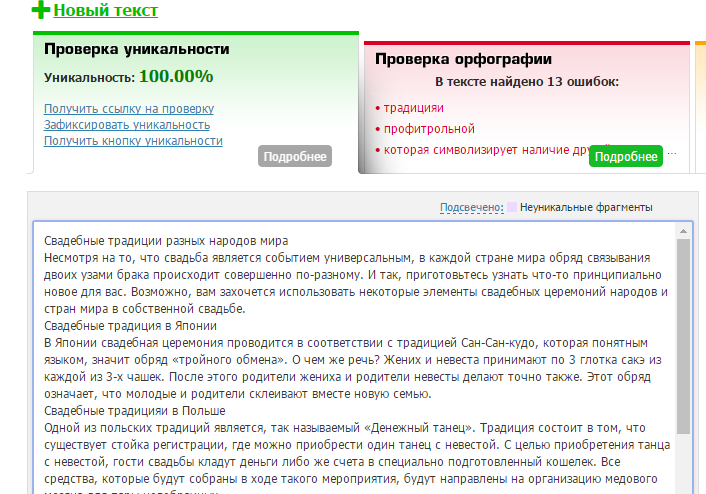 Новый текст
Проверка уникальности
Уникальность: 100.00%
Получить ссылку на проверку
Зафиксировать уникальность
Получить кнопку уникальности
Подробнее
Проверка орфографии
В тексте найдено 13 ошибок:
• традицияи
• профитрольной
• которая символизирует наличие ...
Подробнее
Подсвечено: Неуникальные фрагменты
Свадебные традиции разных народов мира
Несмотря на то, что свадьба является событием универсальным, в каждой стране мира обряд связывания
двоих узами брака происходит совершенно по-разному. И так, приготовьтесь узнать что-то принципиально
новое для вас. Возможно, вам захочется использовать некоторые элементы свадебных церемоний народов и
стран мира в собственной свадьбе.
Свадебные традиция в Японии
В Японии свадебная церемония проводится в соответствии с традицией Сан-Сан-кудо, которая понятным
языком, значит обряд «тройного обмена». О чем же речь? Жених и невеста принимают по 3 глотка сакэ из
каждой из 3-х чашек. После этого родители жениха и родители невесты делают точно также. Этот обряд
означает, что молодые и родители склеивают вместе новую семью.
Свадебные традицияи в Польше
Одной из польских традиций является, так называемый «Денежный танец». Традиция состоит в том, что
существует стойка регистрации, где можно приобрести один танец с невестой. С целью приобретения танца
с невестой, гости свадьбы кладут деньги либо же счета в специально подготовленный кошелек. Все
средства, которые будут собраны в ходе такого мероприятия, будут направлены на организацию медового